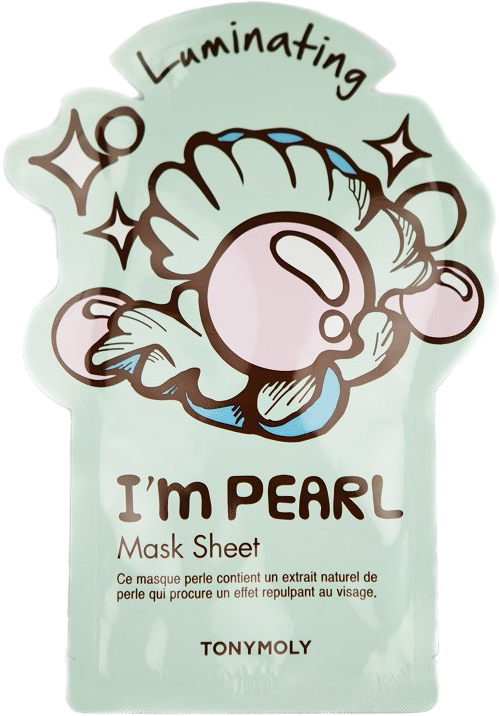 Luminating
I'm PEARL
Mask Sheet
Ce masque perle contient un extrait naturel de
perle qui procure un effet repulpant au visage.
TONYMOLY